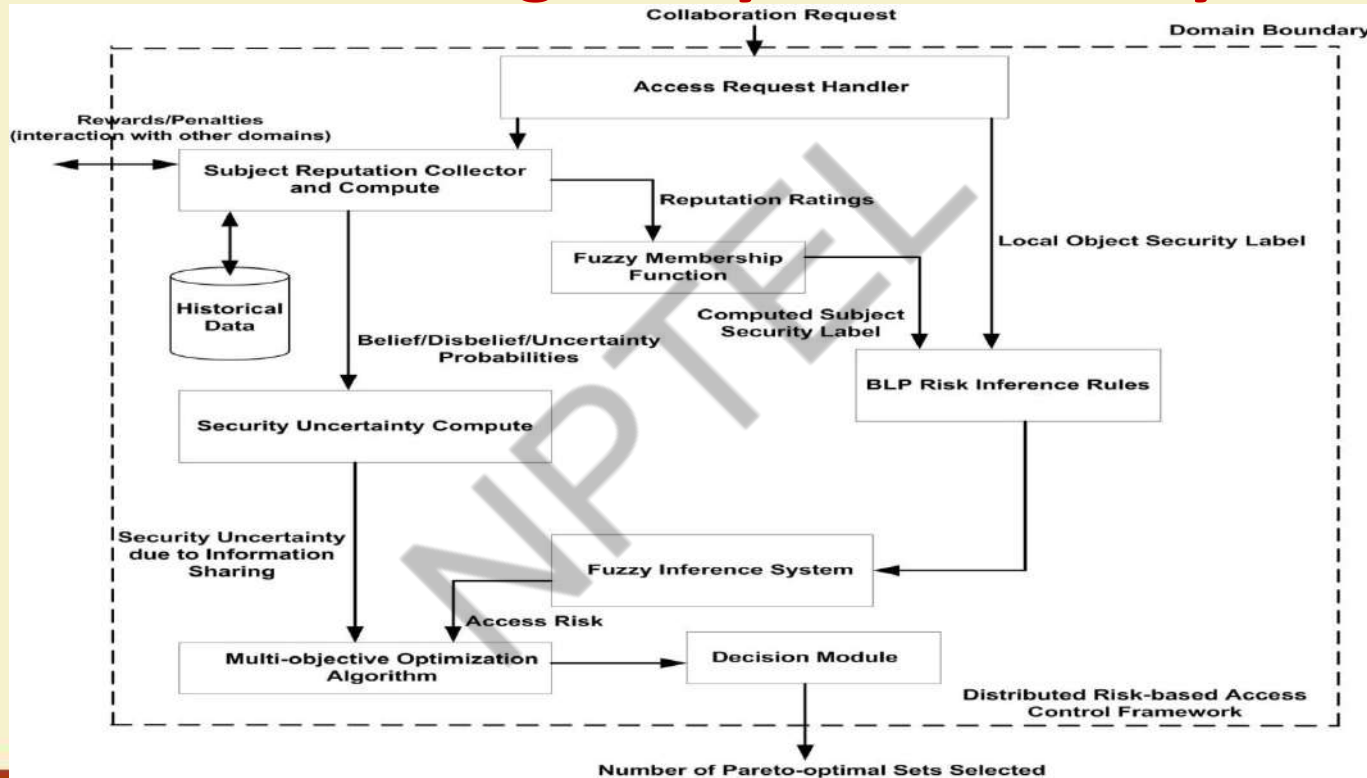 Collaboration Request
Domain Boundary
Access Request Handler
Rewards/Penalties
(interaction with other domains)
Subject Reputation Collector
and Compute
Reputation Ratings
Local Object Security Label
Fuzzy Membership
Function
Historical
Data
Computed Subject
Security Label
Belief/Disbelief/Uncertainty
Probabilities
BLP Risk Inference Rules
Security Uncertainty Compute
Security Uncertainty
due to Information
Sharing
Fuzzy Inference System
Access Risk
Multi-objective Optimization
Algorithm
Decision Module
Distributed Risk-based Access
Control Framework
Number of Pareto-optimal Sets Selected
NPTEL